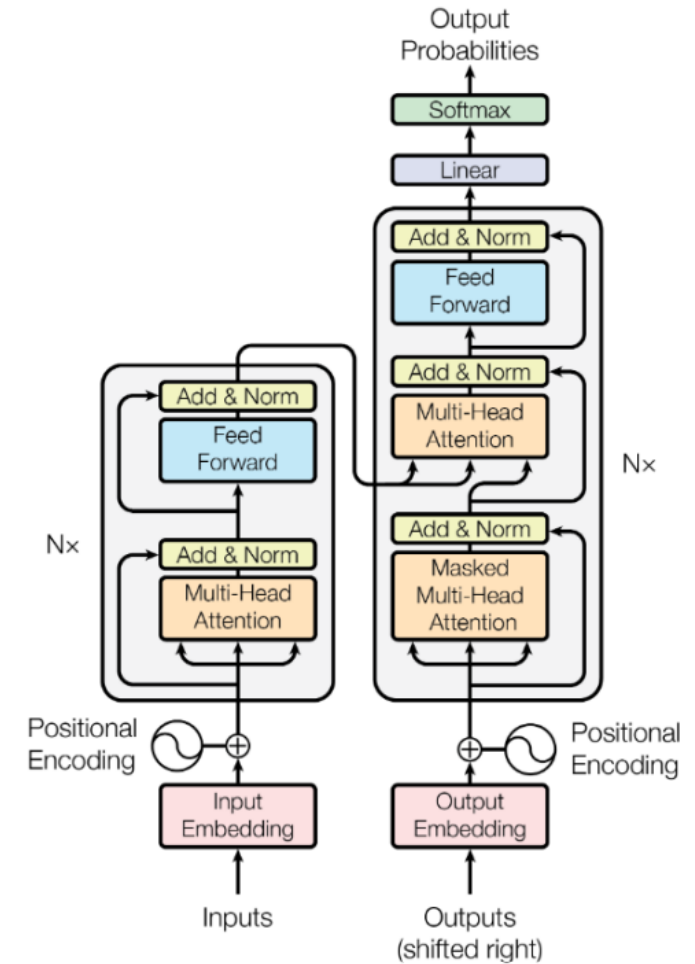 Output
Probabilities
Softmax
Linear
Add & Norm
Feed
Forward
Add & Norm
Multi-Head
Attention
Add & Norm
Masked
Multi-Head
Attention
N×
Add & Norm
Feed
Forward
Add & Norm
Multi-Head
Attention
N×
Positional
Encoding
Positional
Encoding
Input
Embedding
Output
Embedding
Inputs
Outputs
(shifted right)